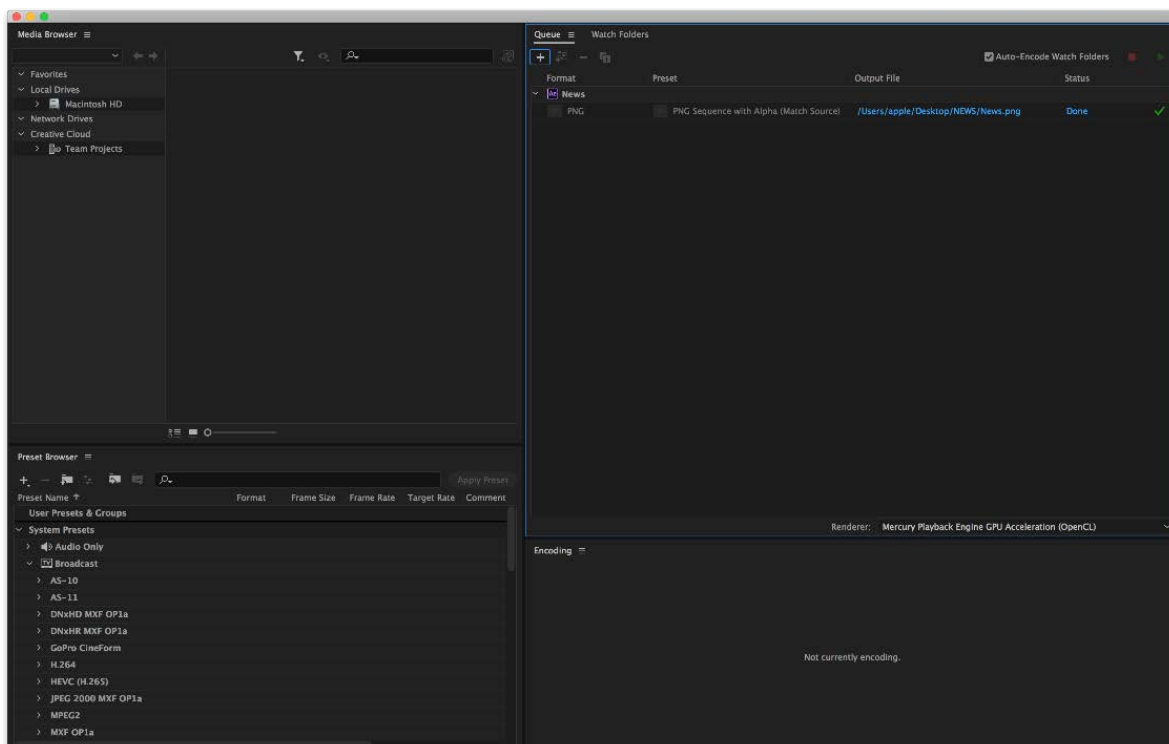 Media Browser
Favorites
Local Drives
Macintosh HD
Network Drives
Creative Cloud
Team Projects
Queue
Watch Folders
Auto-Encode Watch Folders
Format Preset Output File Status
Ae News
PNG PNG Sequence with Alpha (Match Source) /Users/apple/Desktop/NEWS/News.png Done
Renderer: Mercury Playback Engine GPU Acceleration (OpenCL)
Preset Browser
Apply Preset
Preset Name Format Frame Size Frame Rate Target Rate Comment
User Presets & Groups
System Presets
Audio Only
TV Broadcast
AS-10
AS-11
DNxHD MXF OP1a
DNxHR MXF OP1a
GoPro CineForm
H.264
HEVC (H.265)
JPEG 2000 MXF OP1a
MPEG2
MXF OP1a
Encoding
Not currently encoding.